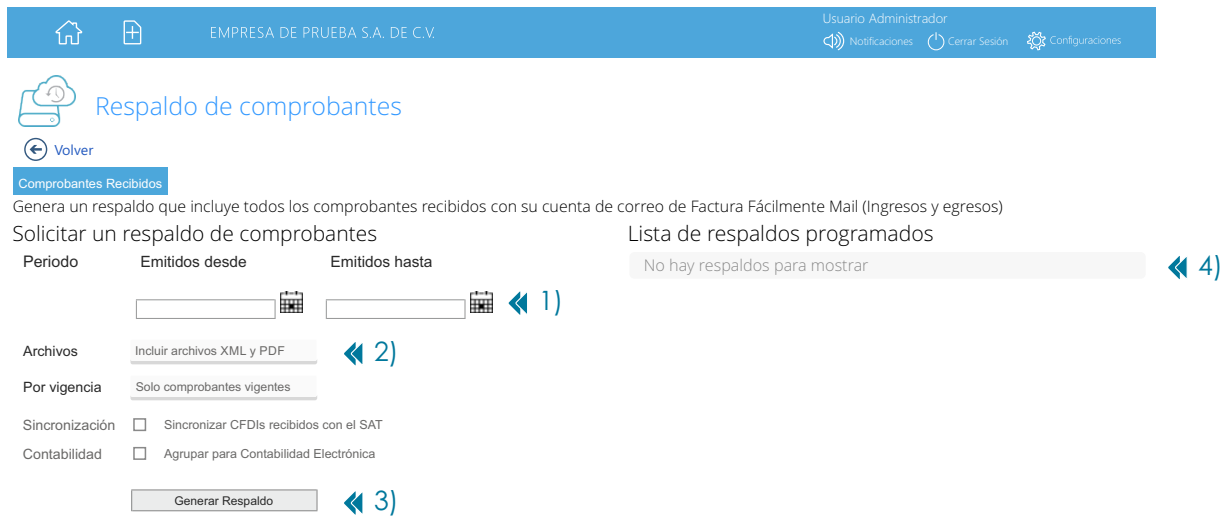 EMPRESA DE PRUEBA S.A. DE C.V.
Usuario Administrador
Notificaciones Cerrar Sesión Configuraciones
Respaldo de comprobantes
Volver
Comprobantes Recibidos
Genera un respaldo que incluye todos los comprobantes recibidos con su cuenta de correo de Factura Fácilmente Mail (Ingresos y egresos)
Solicitar un respaldo de comprobantes
Periodo Emitidos desde Emitidos hasta
1)
Archivos Incluir archivos XML y PDF 2)
Por vigencia Solo comprobantes vigentes
Sincronización Sincronizar CFDIs recibidos con el SAT
Contabilidad Agrupar para Contabilidad Electrónica
Generar Respaldo 3)
Lista de respaldos programados
No hay respaldos para mostrar 4)